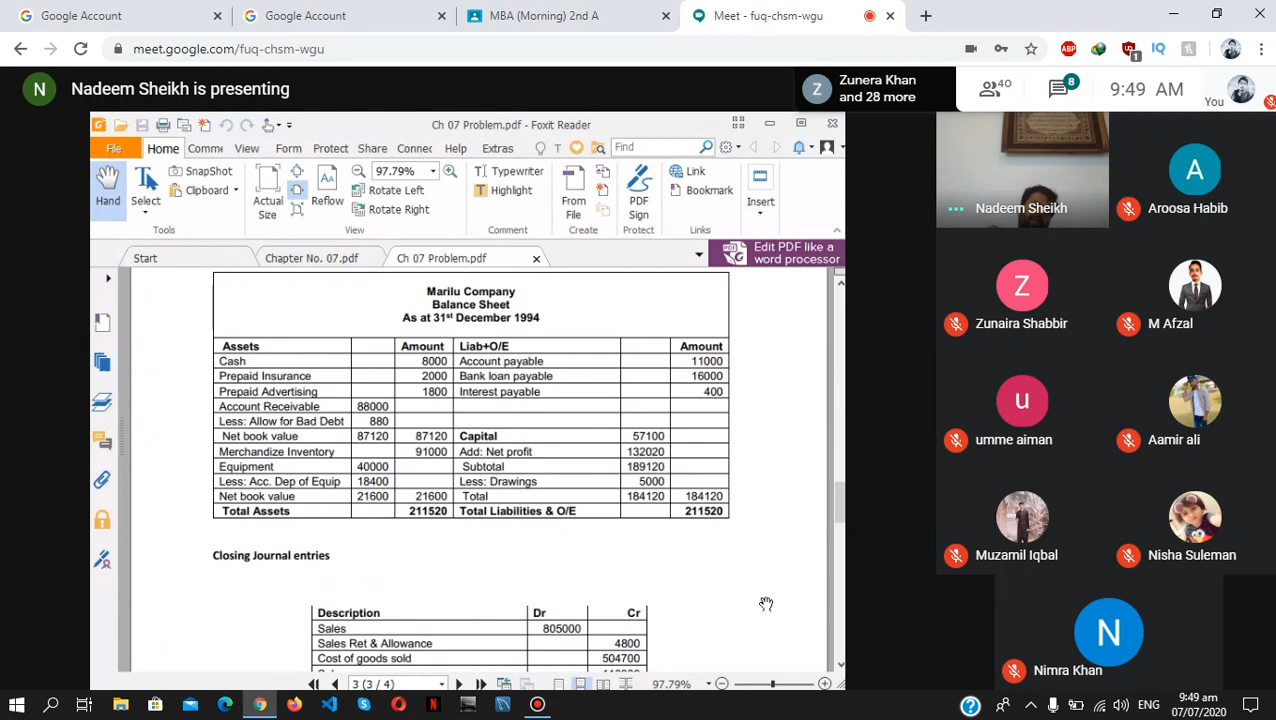 Google Account
Google Account
MBA (Morning) 2nd A
Meet - fuq-chsm-wgu
meet.google.com/fuq-chsm-wgu
ABP
1
IQ
h
N
Nadeem Sheikh is presenting
Z
Zunera Khan
and 28 more
40
8
9:49 AM
You
Ch 07 Problem.pdf - Foxit Reader
File
Home
Comme
View
Form
Protect
Share
Connec
Help
Extras
Find
Hand
Select
SnapShot
Clipboard
Tools
Actual
Size
Reflow
97.79%
Rotate Left
Rotate Right
View
Typewriter
Highlight
Comment
From
File
Create
PDF
Sign
Protect
Link
Bookmark
Links
Insert
Start
Chapter No. 07.pdf
Ch 07 Problem.pdf
Edit PDF like a
word processor
Marilu Company
Balance Sheet
As at 31st December 1994
Assets Amount Liab+O/E Amount
Cash 8000 Account payable 11000
Prepaid Insurance 2000 Bank loan payable 16000
Prepaid Advertising 1800 Interest payable 400
Account Receivable 88000
Less: Allow for Bad Debt 880
Net book value 87120 87120 Capital 57100
Merchandize Inventory 91000 Add: Net profit 132020
Equipment 40000 Subtotal 189120
Less: Acc. Dep of Equip 18400 Less: Drawings 5000
Net book value 21600 21600 Total 184120 184120
Total Assets 211520 Total Liabilities & O/E 211520
Closing Journal entries
Description Dr Cr
Sales 805000
Sales Ret & Allowance 4800
Cost of goods sold 504700
3 (3 / 4)
97.79%
Nadeem Sheikh
A
Aroosa Habib
Z
Zunaira Shabbir
M Afzal
u
umme aiman
Aamir ali
Muzamil Iqbal
Nisha Suleman
N
Nimra Khan
9:49 am
07/07/2020